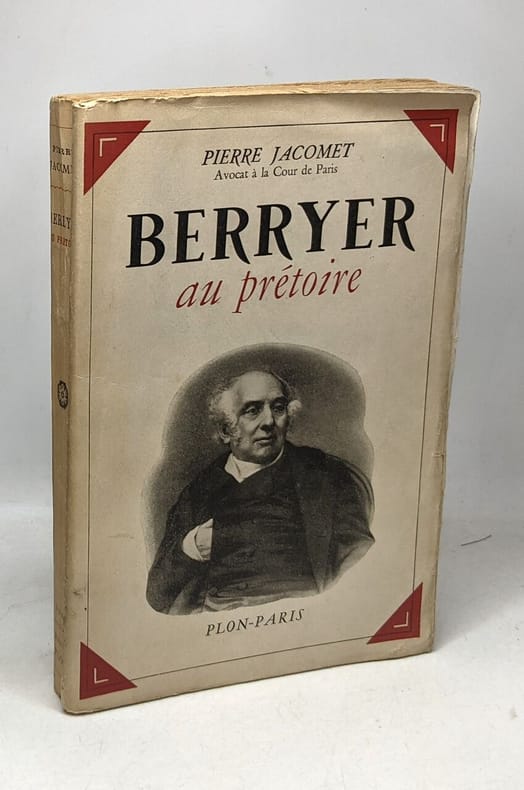 PIERRE JACOMET
Avocat à la Cour de Paris
BERRYER
au prétoire
PLON-PARIS